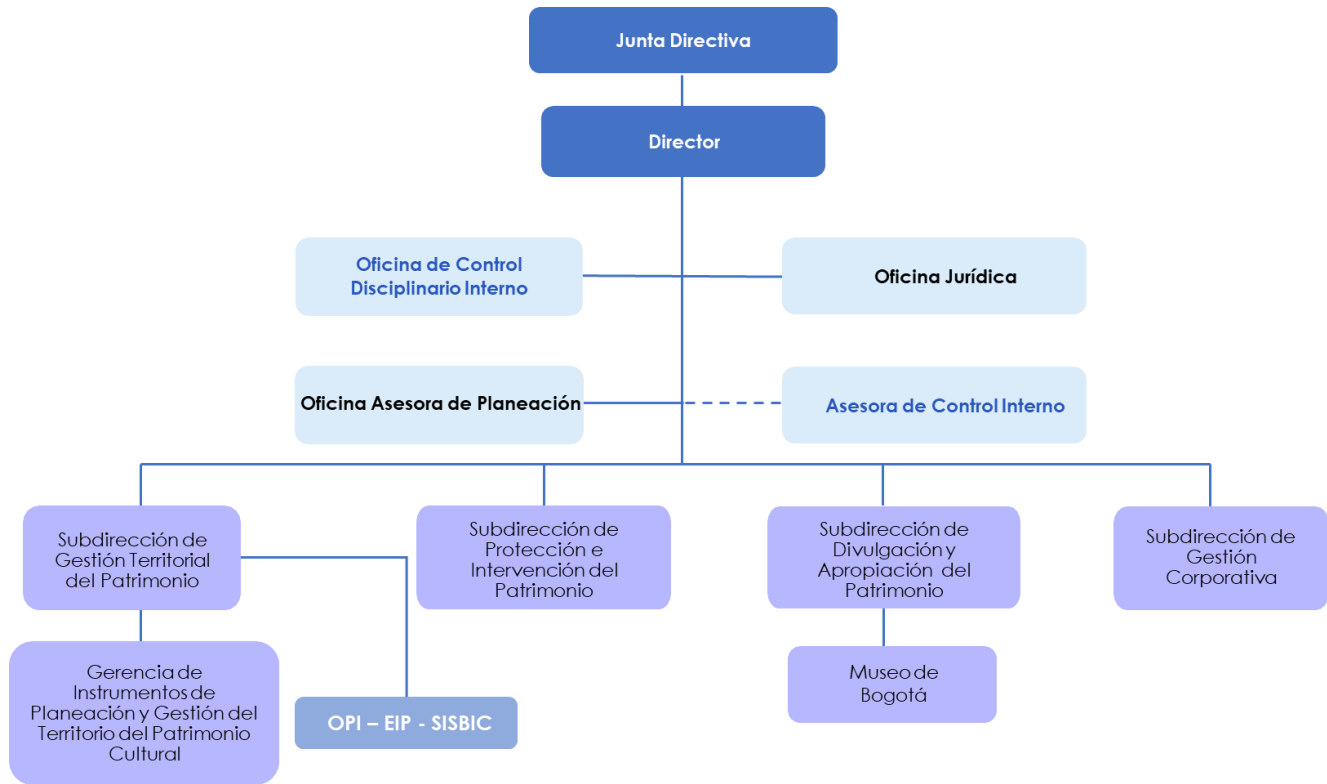 Junta Directiva
Director
Oficina de Control
Disciplinario Interno
Oficina Jurídica
Oficina Asesora de Planeación
Asesora de Control Interno
Subdirección de
Gestión Territorial
del Patrimonio
Subdirección de
Protección e
Intervención del
Patrimonio
Subdirección de
Divulgación y
Apropiación del
Patrimonio
Subdirección de
Gestión
Corporativa
Gerencia de
Instrumentos de
Planeación y Gestión del
Territorio del Patrimonio
Cultural
OPI – EIP - SISBIC
Museo de
Bogotá